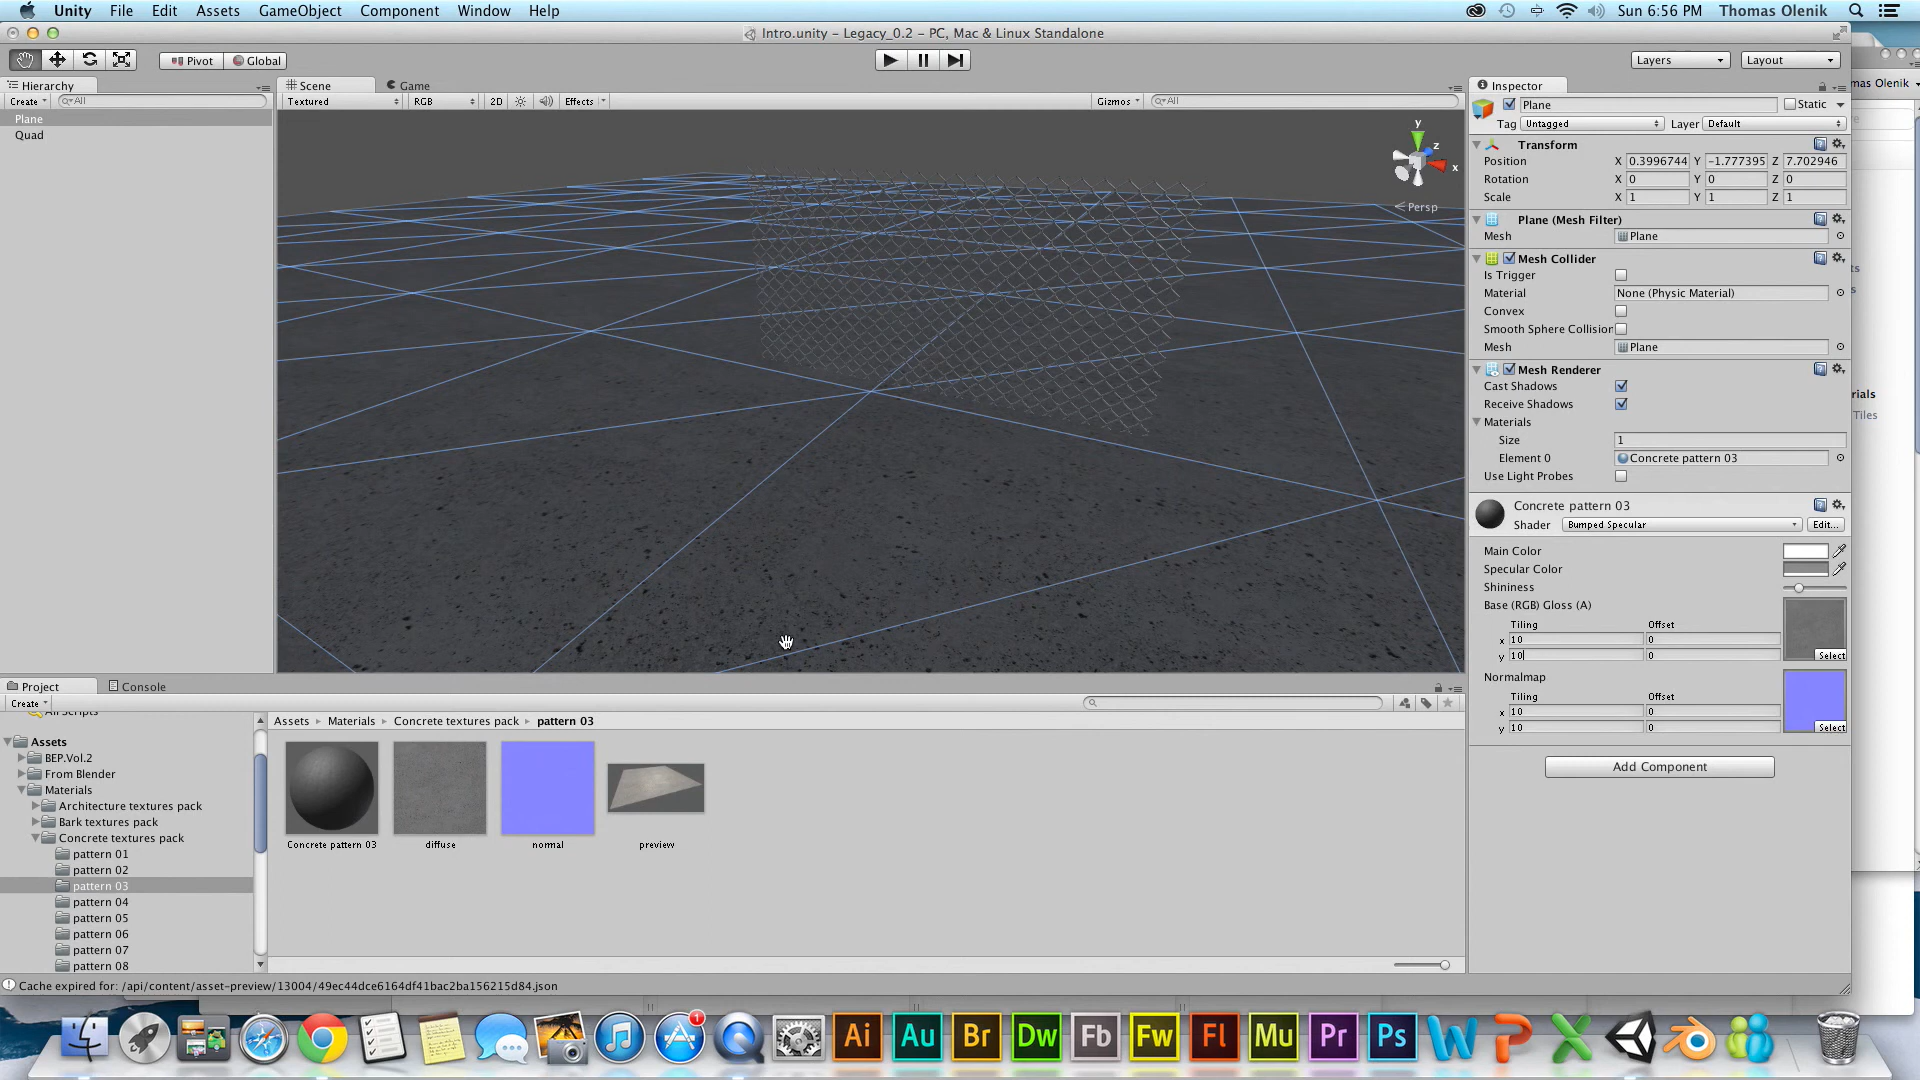 Unity File Edit Assets GameObject Component Window Help Sun 6:56 PM Thomas Olenik
Intro.unity – Legacy_0.2 – PC, Mac & Linux Standalone
Pivot Global Layers Layout
Hierarchy Scene Game Inspector
Create All Textured RGB 2D Effects Gizmos All
Plane
Quad
y
z
x
Persp
Plane Static
Tag Untagged Layer Default
Transform
Position X 0.3996744 Y -1.777395 Z 7.702946
Rotation X 0 Y 0 Z 0
Scale X 1 Y 1 Z 1
Plane (Mesh Filter)
Mesh Plane
Mesh Collider
Is Trigger
Material None (Physic Material)
Convex
Smooth Sphere Collision
Mesh Plane
Mesh Renderer
Cast Shadows
Receive Shadows
Materials
Size 1
Element 0 Concrete pattern 03
Use Light Probes
Concrete pattern 03
Shader Bumped Specular Edit...
Main Color
Specular Color
Shininess
Base (RGB) Gloss (A)
Tiling Offset
x 10 0
y 10 0
Select
Normalmap
Tiling Offset
x 10 0
y 10 0
Select
Add Component
mas Olenik
rials
Tiles
Project Console
Create
All Scripts
Assets
BEP.Vol.2
From Blender
Materials
Architecture textures pack
Bark textures pack
Concrete textures pack
pattern 01
pattern 02
pattern 03
pattern 04
pattern 05
pattern 06
pattern 07
pattern 08
Assets Materials Concrete textures pack pattern 03
Concrete pattern 03 diffuse normal preview
Cache expired for: /api/content/asset-preview/13004/49ec44dce6164df41bac2ba156215d84.json
1
Ai Au Br Dw Fb Fw Fl Mu Pr Ps W P X